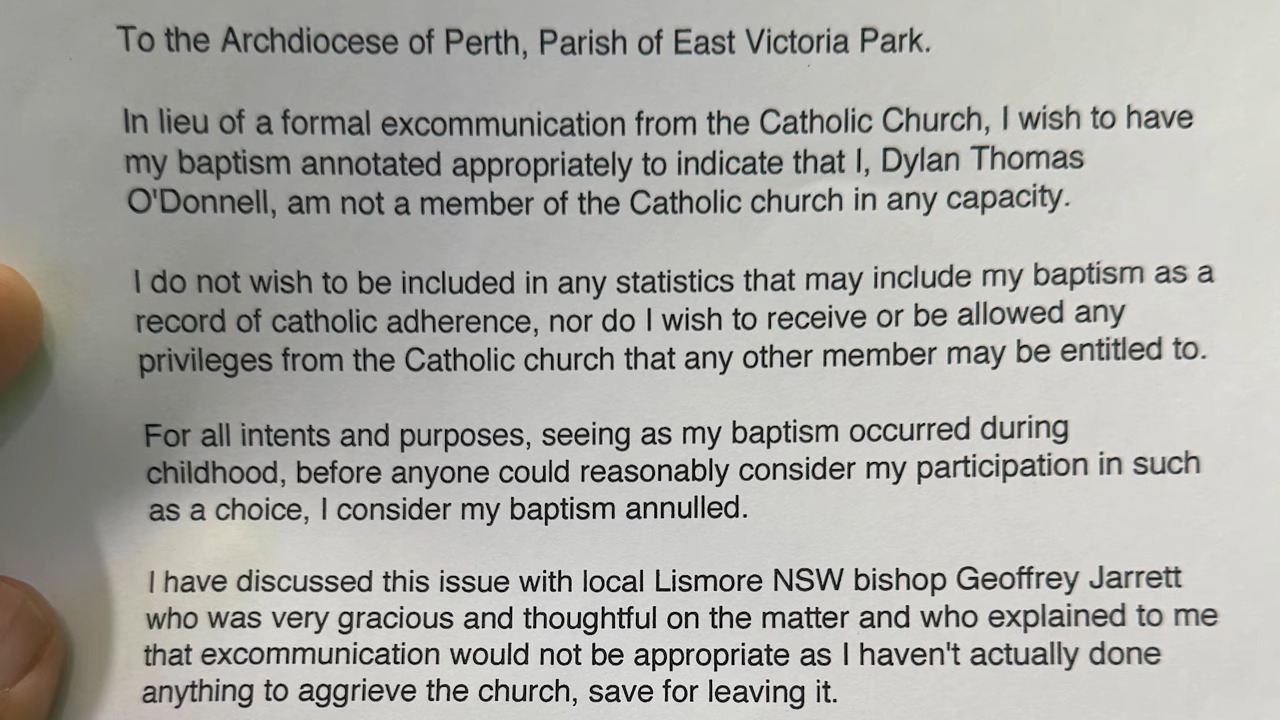 To the Archdiocese of Perth, Parish of East Victoria Park.
In lieu of a formal excommunication from the Catholic Church, I wish to have
my baptism annotated appropriately to indicate that I, Dylan Thomas
O'Donnell, am not a member of the Catholic church in any capacity.
I do not wish to be included in any statistics that may include my baptism as a
record of catholic adherence, nor do I wish to receive or be allowed any
privileges from the Catholic church that any other member may be entitled to.
For all intents and purposes, seeing as my baptism occurred during
childhood, before anyone could reasonably consider my participation in such
as a choice, I consider my baptism annulled.
I have discussed this issue with local Lismore NSW bishop Geoffrey Jarrett
who was very gracious and thoughtful on the matter and who explained to me
that excommunication would not be appropriate as I haven't actually done
anything to aggrieve the church, save for leaving it.